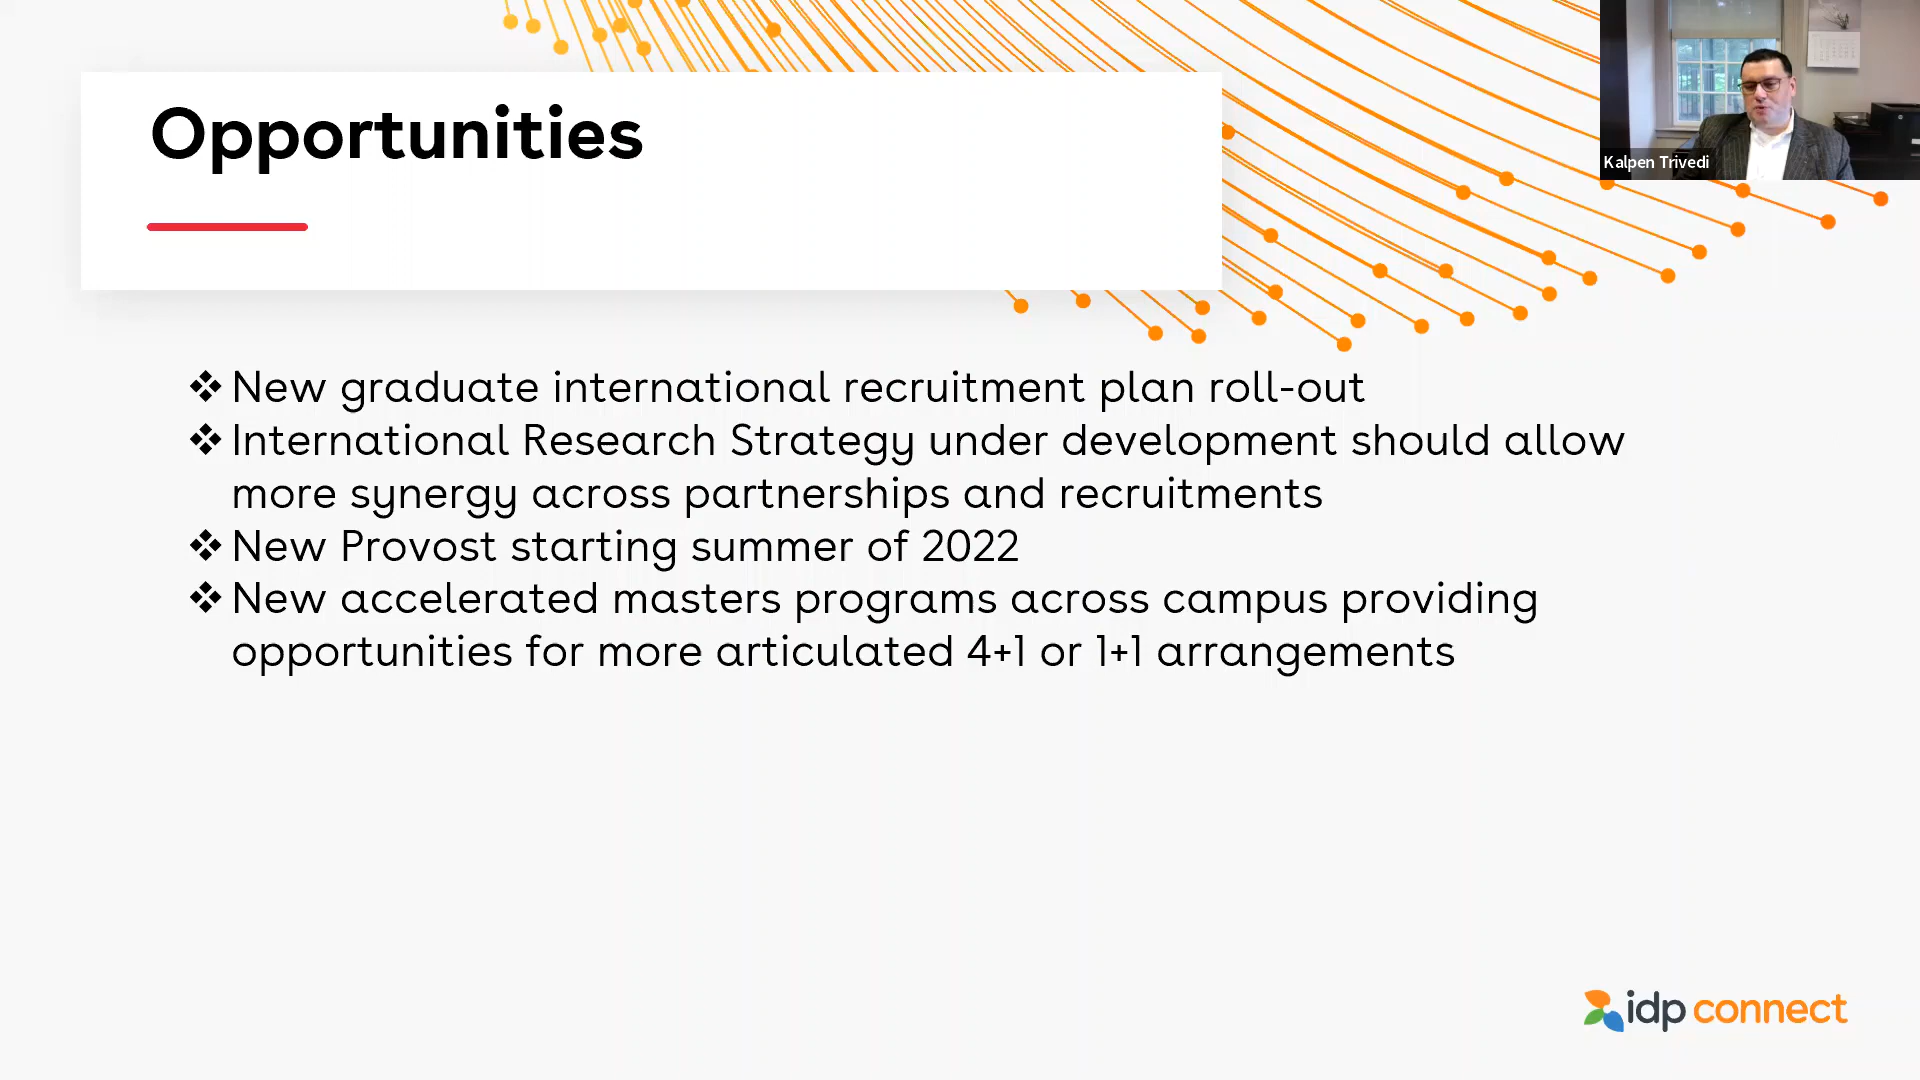 Opportunities
Kalpen Trivedi
❖ New graduate international recruitment plan roll-out
❖ International Research Strategy under development should allow
more synergy across partnerships and recruitments
❖ New Provost starting summer of 2022
❖ New accelerated masters programs across campus providing
opportunities for more articulated 4+1 or 1+1 arrangements
idp connect